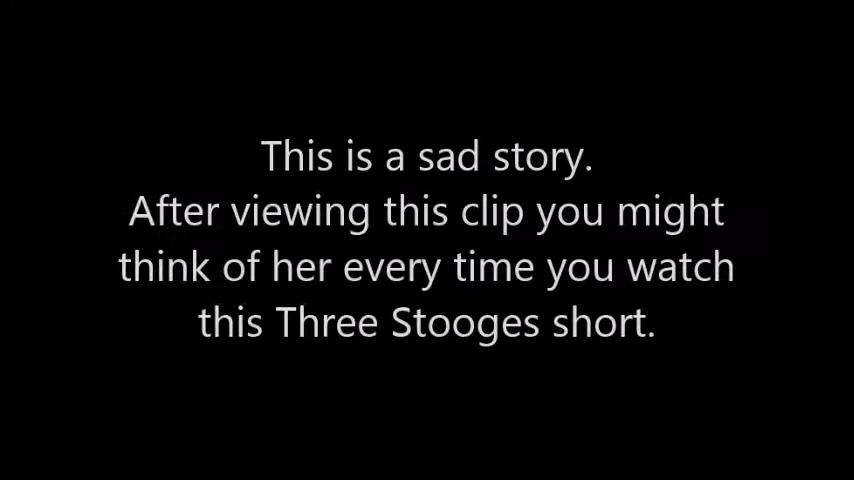 This is a sad story.
After viewing this clip you might
think of her every time you watch
this Three Stooges short.